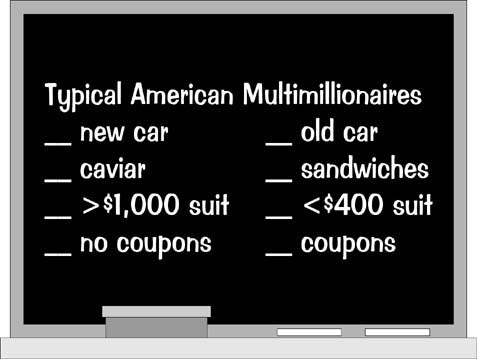 Typical American Multimillionaires
__ new car __ old car
__ caviar __ sandwiches
__ >$1,000 suit __ <$400 suit
__ no coupons __ coupons